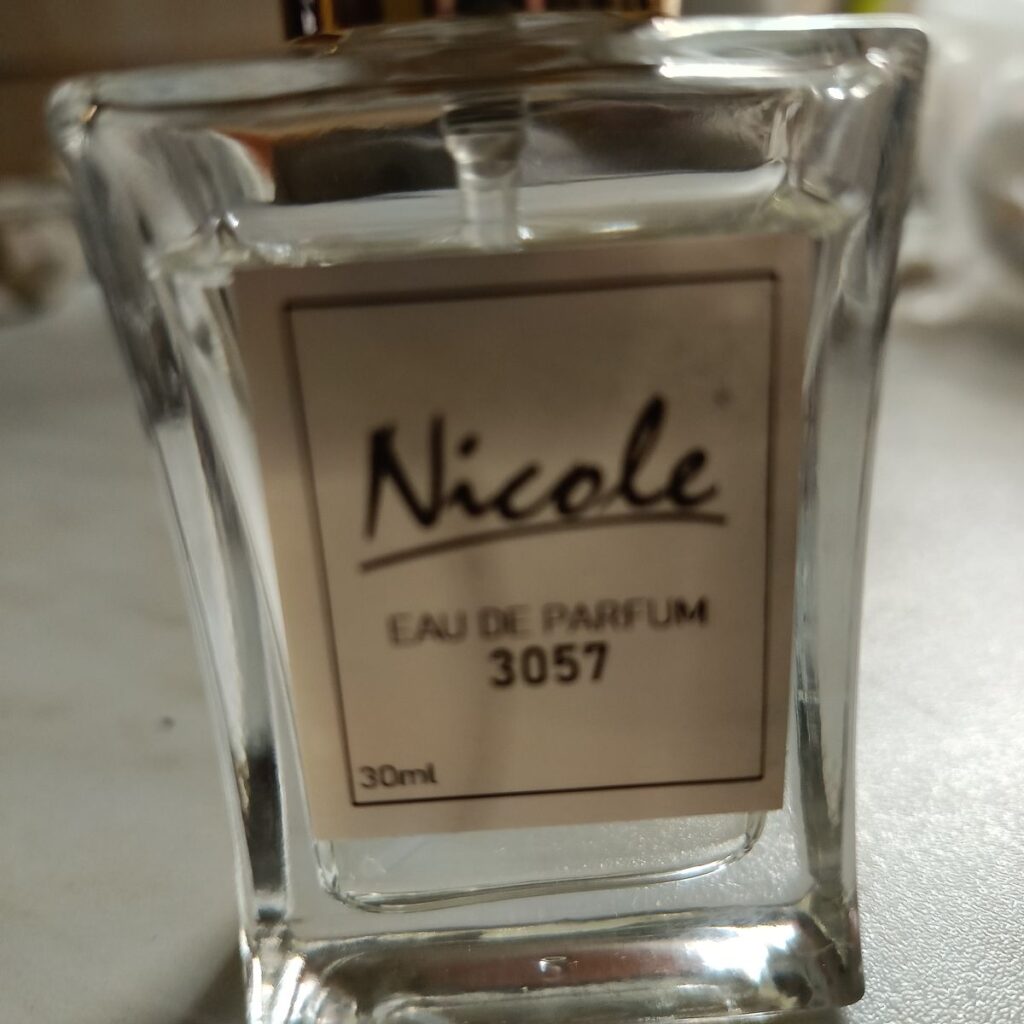 Nicole
EAU DE PARFUM
3057
30ml